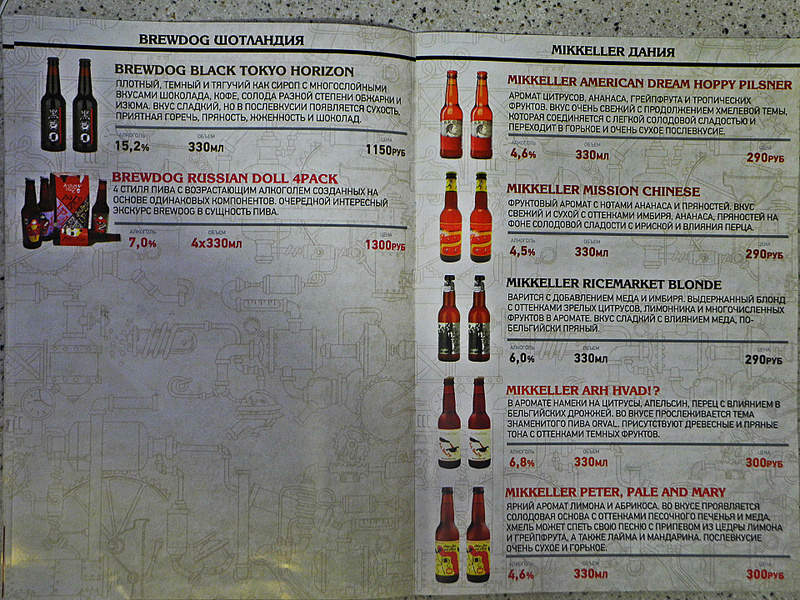 BREWDOG ШОТЛАНДИЯ
BREWDOG BLACK TOKYO HORIZON
ПЛОТНЫЙ, ТЕМНЫЙ И ТЯГУЧИЙ КАК СИРОП С МНОГОСЛОЙНЫМИ
ВКУСАМИ ШОКОЛАДА, КОФЕ, СОЛОДА РАЗНОЙ СТЕПЕНИ ОБЖАРКИ И
ИЗЮМА. ВКУС СЛАДКИЙ, НО В ПОСЛЕВКУСИИ ПОЯВЛЯЕТСЯ СУХОСТЬ,
ПРИЯТНАЯ ГОРЕЧЬ, ПРЯНОСТЬ, ЖЖЕННОСТЬ И ШОКОЛАД.
АЛКОГОЛЬ ОБЪЕМ ЦЕНА
15,2% 330МЛ 1150РУБ
BREWDOG RUSSIAN DOLL 4PACK
4 СТИЛЯ ПИВА С ВОЗРАСТАЮЩИМ АЛКОГОЛЕМ СОЗДАННЫХ НА
ОСНОВЕ ОДИНАКОВЫХ КОМПОНЕНТОВ. ОЧЕРЕДНОЙ ИНТЕРЕСНЫЙ
ЭКСКУРС BREWDOG В СУЩНОСТЬ ПИВА.
АЛКОГОЛЬ ОБЪЕМ ЦЕНА
7,0% 4х330МЛ 1300РУБ
MIKKELLER ДАНИЯ
MIKKELLER AMERICAN DREAM HOPPY PILSNER
АРОМАТ ЦИТРУСОВ, АНАНАСА, ГРЕЙПФРУТА И ТРОПИЧЕСКИХ
ФРУКТОВ. ВКУС ОЧЕНЬ СВЕЖИЙ С ПРОДОЛЖЕНИЕМ ХМЕЛЕВОЙ ТЕМЫ,
КОТОРАЯ СОЕДИНЯЕТСЯ С ЛЕГКОЙ СОЛОДОВОЙ СЛАДОСТЬЮ И
ПЕРЕХОДИТ В ГОРЬКОЕ И ОЧЕНЬ СУХОЕ ПОСЛЕВКУСИЕ.
АЛКОГОЛЬ ОБЪЕМ ЦЕНА
4,6% 330МЛ 290РУБ
MIKKELLER MISSION CHINESE
ФРУКТОВЫЙ АРОМАТ С НОТАМИ АНАНАСА И ПРЯНОСТЕЙ. ВКУС
СВЕЖИЙ И СУХОЙ С ОТТЕНКАМИ ИМБИРЯ, АНАНАСА, ПРЯНОСТЕЙ НА
ФОНЕ СОЛОДОВОЙ СЛАДОСТИ С ИРИСКОЙ И ВЛИЯНИЯ ПЕРЦА.
АЛКОГОЛЬ ОБЪЕМ ЦЕНА
4,5% 330МЛ 290РУБ
MIKKELLER RICEMARKET BLONDE
ВАРИТСЯ С ДОБАВЛЕНИЕМ МЕДА И ИМБИРЯ. ВЫДЕРЖАННЫЙ БЛОНД
С ОТТЕНКАМИ ЗРЕЛЫХ ЦИТРУСОВ, ЛИМОННИКА И МНОГОЧИСЛЕННЫХ
ФРУКТОВ В АРОМАТЕ. ВКУС СЛАДКИЙ С ВЛИЯНИЕМ МЕДА, ПО-
БЕЛЬГИЙСКИ ПРЯНЫЙ.
АЛКОГОЛЬ ОБЪЕМ ЦЕНА
6,0% 330МЛ 290РУБ
MIKKELLER ARH HVAD!?
В АРОМАТЕ НАМЕКИ НА ЦИТРУСЫ, АПЕЛЬСИН, ПЕРЕЦ С ВЛИЯНИЕМ В
БЕЛЬГИЙСКИХ ДРОЖЖЕЙ. ВО ВКУСЕ ПРОСЛЕЖИВАЕТСЯ ТЕМА
ЗНАМЕНИТОГО ПИВА ORVAL. ПРИСУТСТВУЮТ ДРЕВЕСНЫЕ И ПРЯНЫЕ
ТОНА С ОТТЕНКАМИ ТЕМНЫХ ФРУКТОВ.
АЛКОГОЛЬ ОБЪЕМ ЦЕНА
6,8% 330МЛ 300РУБ
MIKKELLER PETER, PALE AND MARY
ЯРКИЙ АРОМАТ ЛИМОНА И АБРИКОСА. ВО ВКУСЕ ПРОЯВЛЯЕТСЯ
СОЛОДОВАЯ ОСНОВА С ОТТЕНКАМИ ПЕСОЧНОГО ПЕЧЕНЬЯ И МЕДА.
ХМЕЛЬ МОЖЕТ СПЕТЬ СВОЮ ПЕСНЮ С ПРИПЕВОМ ИЗ ЦЕДРЫ ЛИМОНА
И ГРЕЙПФРУТА, А ТАКЖЕ ЛАЙМА И МАНДАРИНА. ПОСЛЕВКУСИЕ
ОЧЕНЬ СУХОЕ И ГОРЬКОЕ.
АЛКОГОЛЬ ОБЪЕМ ЦЕНА
4,6% 330МЛ 300РУБ